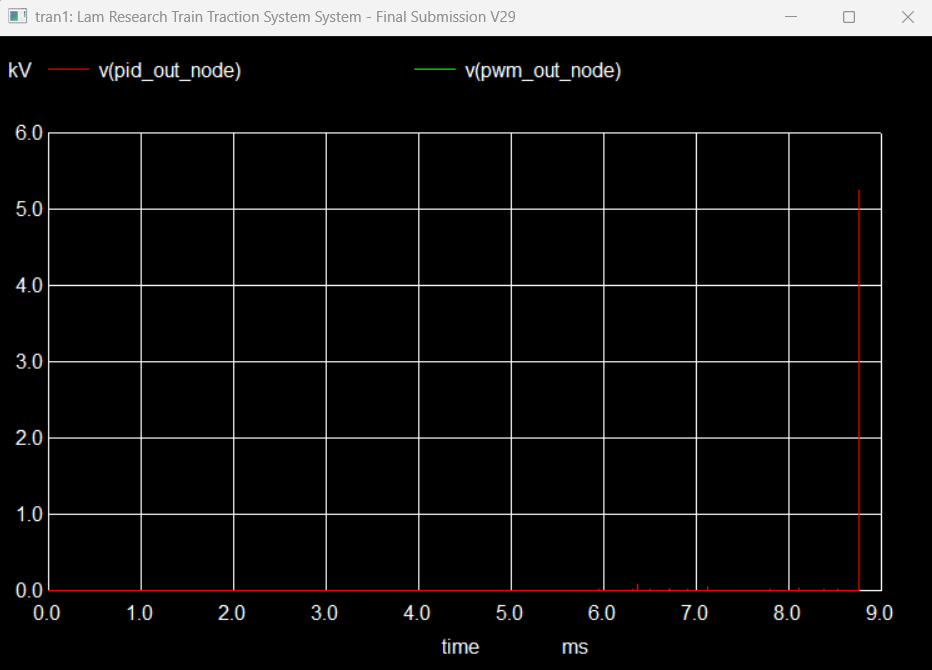 tran1: Lam Research Train Traction System System - Final Submission V29
kV v(pid_out_node) v(pwm_out_node)
6.0
5.0
4.0
3.0
2.0
1.0
0.0
0.0 1.0 2.0 3.0 4.0 5.0 6.0 7.0 8.0 9.0
time ms